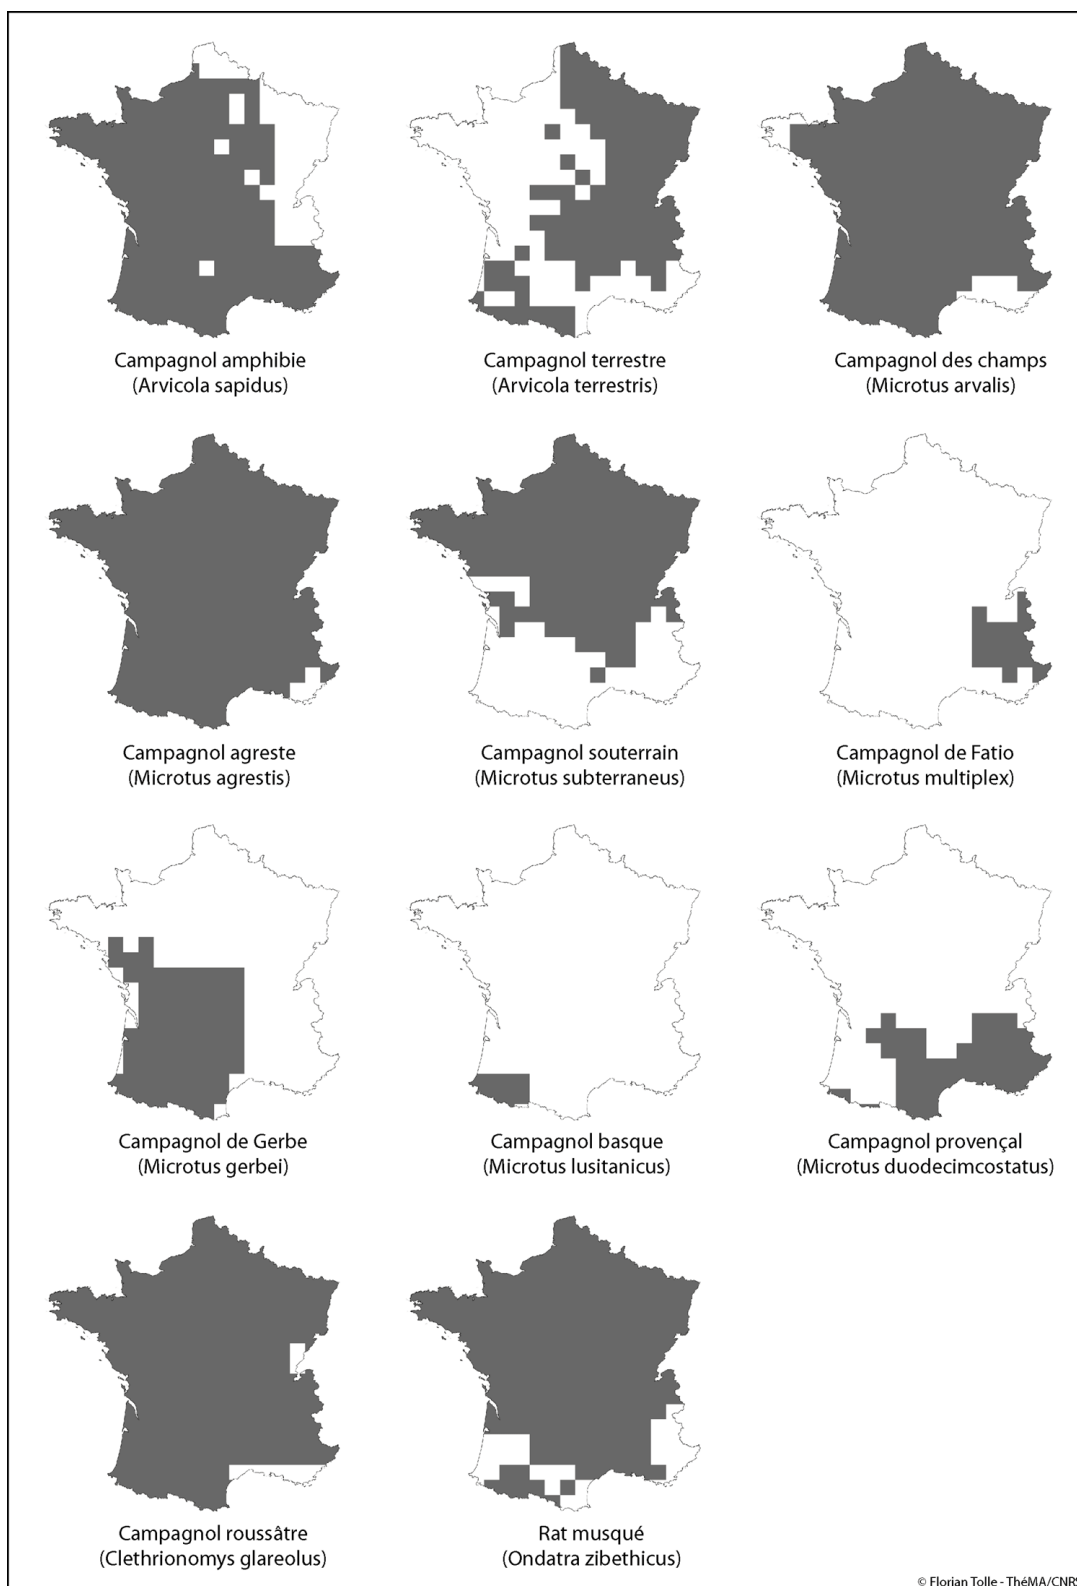 Campagnol amphibie
(Arvicola sapidus)
Campagnol terrestre
(Arvicola terrestris)
Campagnol des champs
(Microtus arvalis)
Campagnol agreste
(Microtus agrestis)
Campagnol souterrain
(Microtus subterraneus)
Campagnol de Fatio
(Microtus multiplex)
Campagnol de Gerbe
(Microtus gerbei)
Campagnol basque
(Microtus lusitanicus)
Campagnol provençal
(Microtus duodecimcostatus)
Campagnol roussâtre
(Clethrionomys glareolus)
Rat musqué
(Ondatra zibethicus)
© Florian Tolle - ThéMA/CNRS